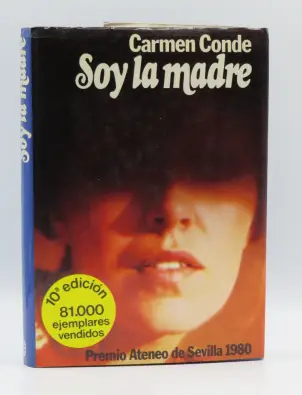 Carmen Conde
Soy la madre
10ª edición
81.000
ejemplares
vendidos
Premio Ateneo de Sevilla 1980
Soy la madre